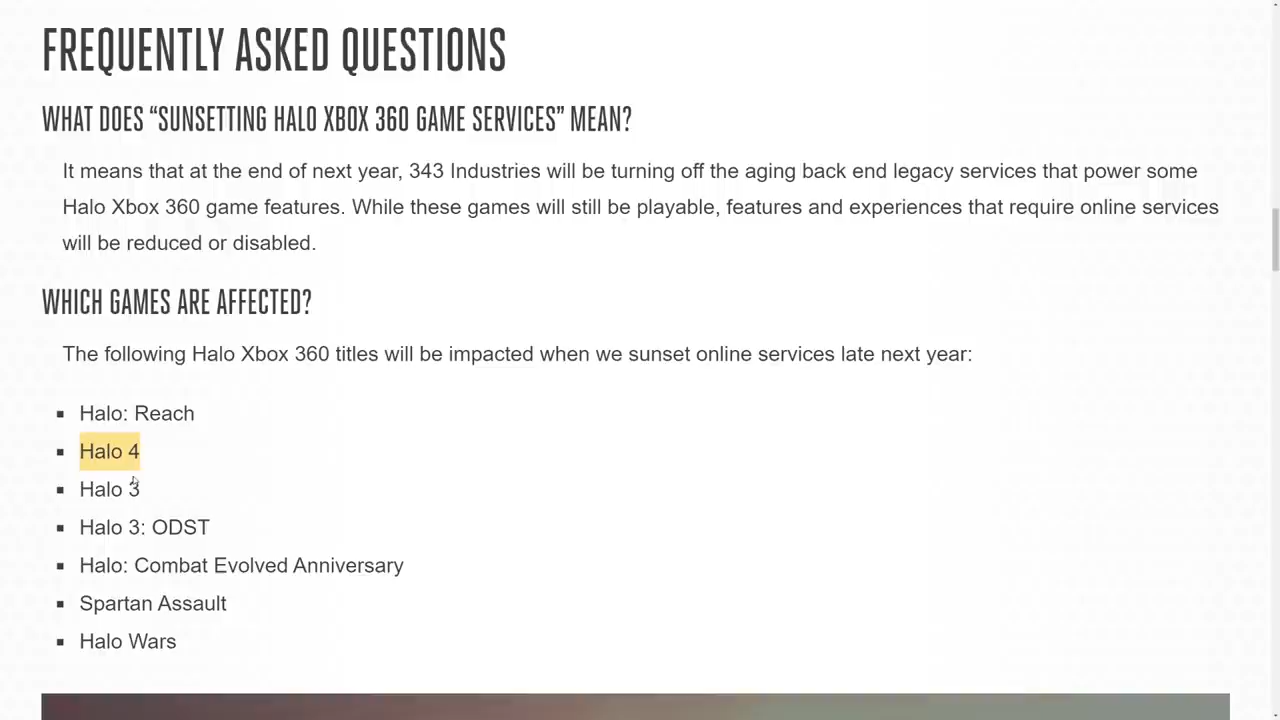 FREQUENTLY ASKED QUESTIONS
WHAT DOES “SUNSETTING HALO XBOX 360 GAME SERVICES” MEAN?
It means that at the end of next year, 343 Industries will be turning off the aging back end legacy services that power some
Halo Xbox 360 game features. While these games will still be playable, features and experiences that require online services
will be reduced or disabled.
WHICH GAMES ARE AFFECTED?
The following Halo Xbox 360 titles will be impacted when we sunset online services late next year:
Halo: Reach
Halo 4
Halo 3
Halo 3: ODST
Halo: Combat Evolved Anniversary
Spartan Assault
Halo Wars